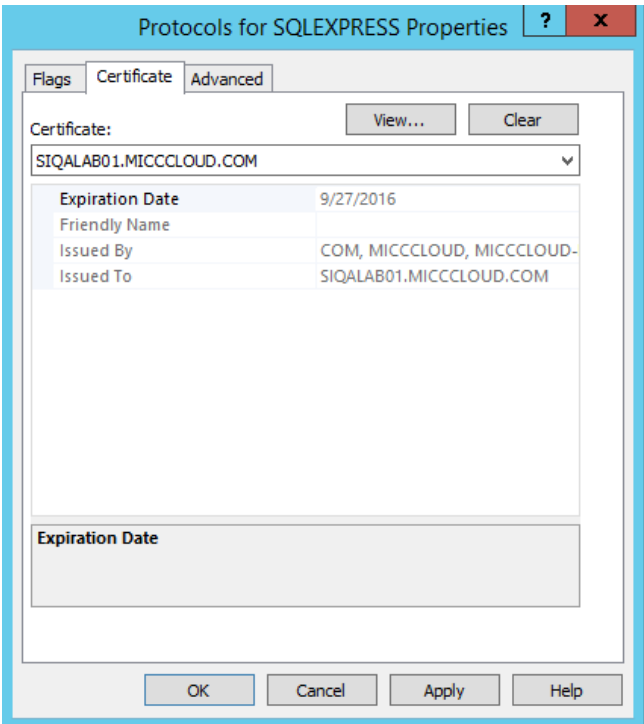 Protocols for SQLEXPRESS Properties ? x
Flags Certificate Advanced
View... Clear
Certificate:
SIQALAB01.MICCCLOUD.COM
Expiration Date 9/27/2016
Friendly Name
Issued By COM, MICCCLOUD, MICCCLOUD-
Issued To SIQALAB01.MICCCLOUD.COM
Expiration Date
OK Cancel Apply Help